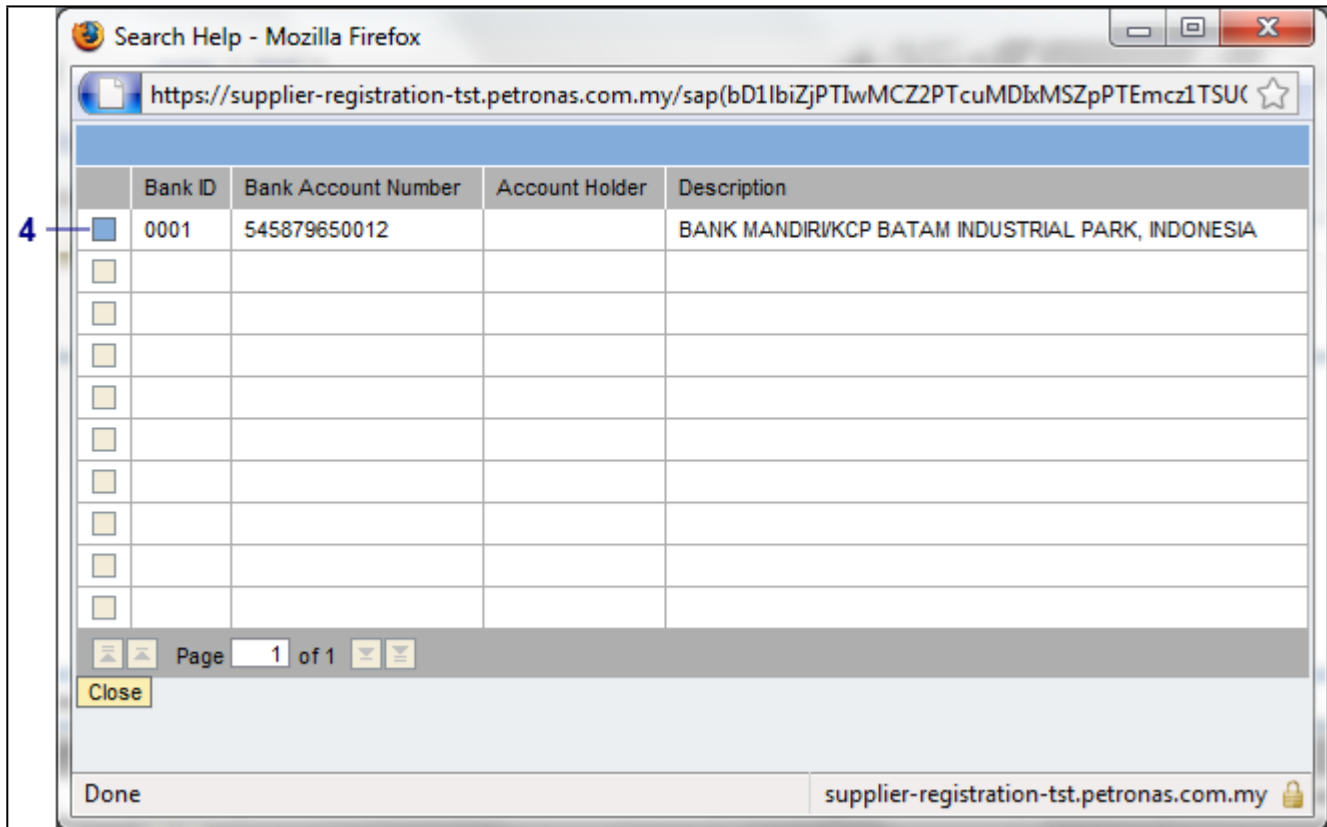 Search Help - Mozilla Firefox
https://supplier-registration-tst.petronas.com.my/sap(bD1lbiZjPTIwMCZ2PTcuMDIxMSZpPTEmcz1TSU(
Bank ID Bank Account Number Account Holder Description
4 0001 545879650012 BANK MANDIRI/KCP BATAM INDUSTRIAL PARK, INDONESIA
Page 1 of 1
Close
Done supplier-registration-tst.petronas.com.my